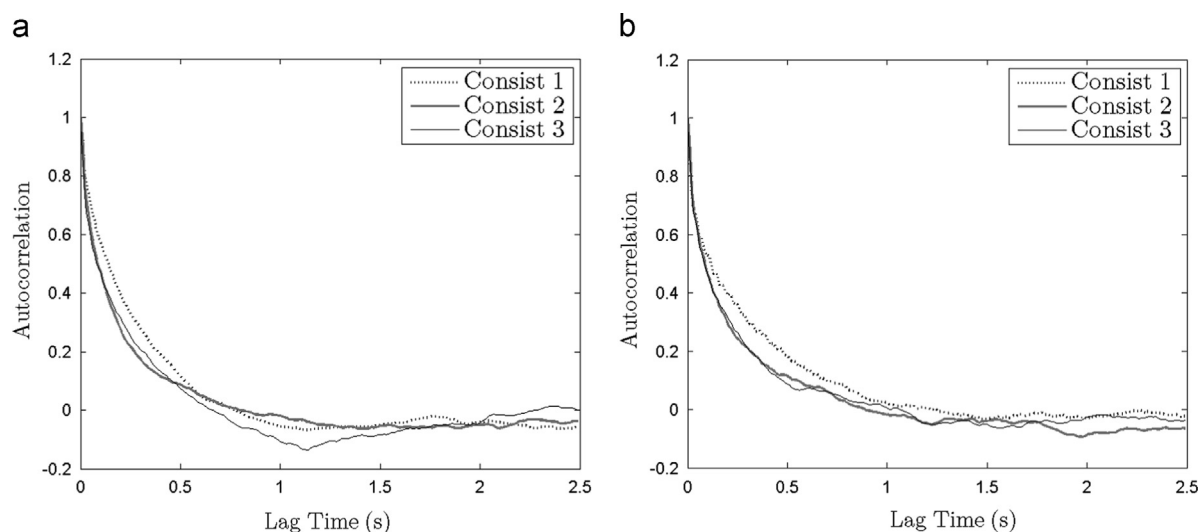 a
1.2
1
0.8
0.6
0.4
0.2
0
-0.2
Autocorrelation
Consist 1
Consist 2
Consist 3
0 0.5 1 1.5 2 2.5
Lag Time (s)
b
1.2
1
0.8
0.6
0.4
0.2
0
-0.2
Autocorrelation
Consist 1
Consist 2
Consist 3
0 0.5 1 1.5 2 2.5
Lag Time (s)